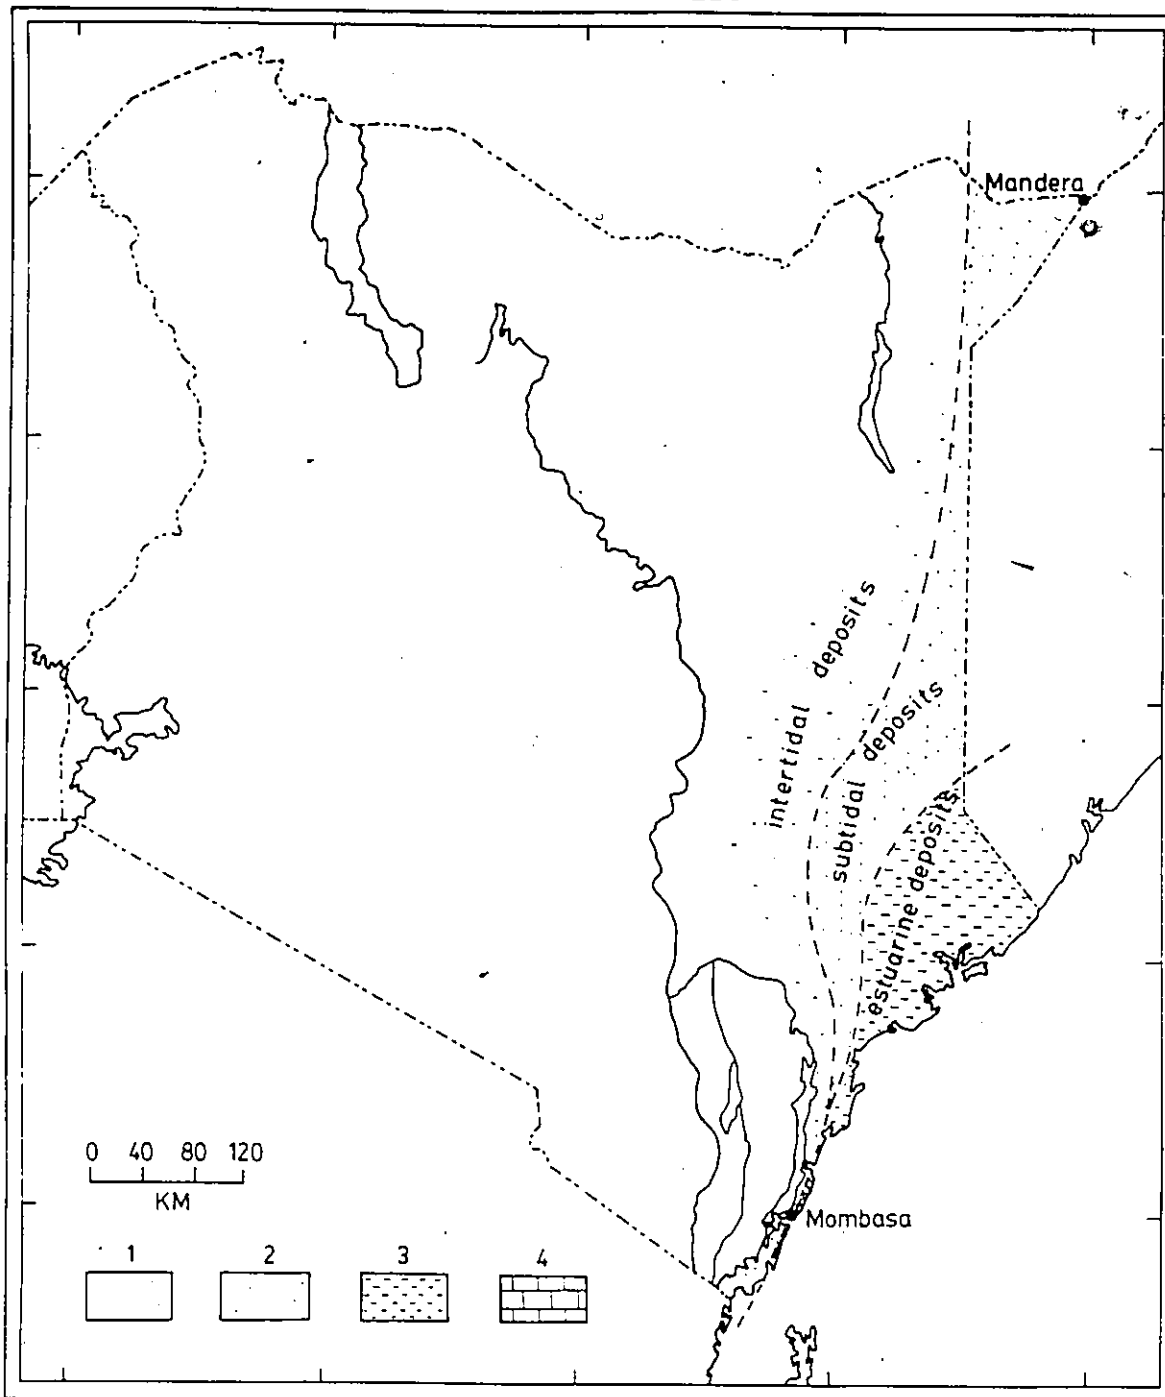 Mandera
intertidal deposits
subtidal deposits
estuarine deposits
0 40 80 120
KM
Mombasa
1 2 3 4